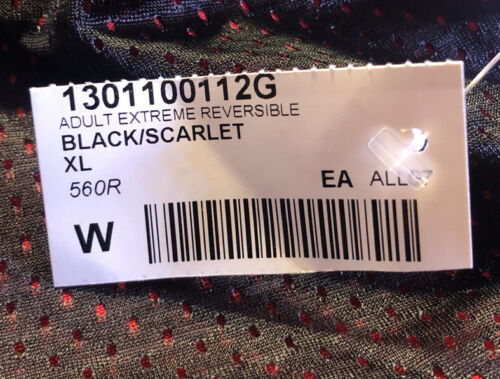 1301100112G
ADULT EXTREME REVERSIBLE
BLACK/SCARLET
XL
560R
EA
W